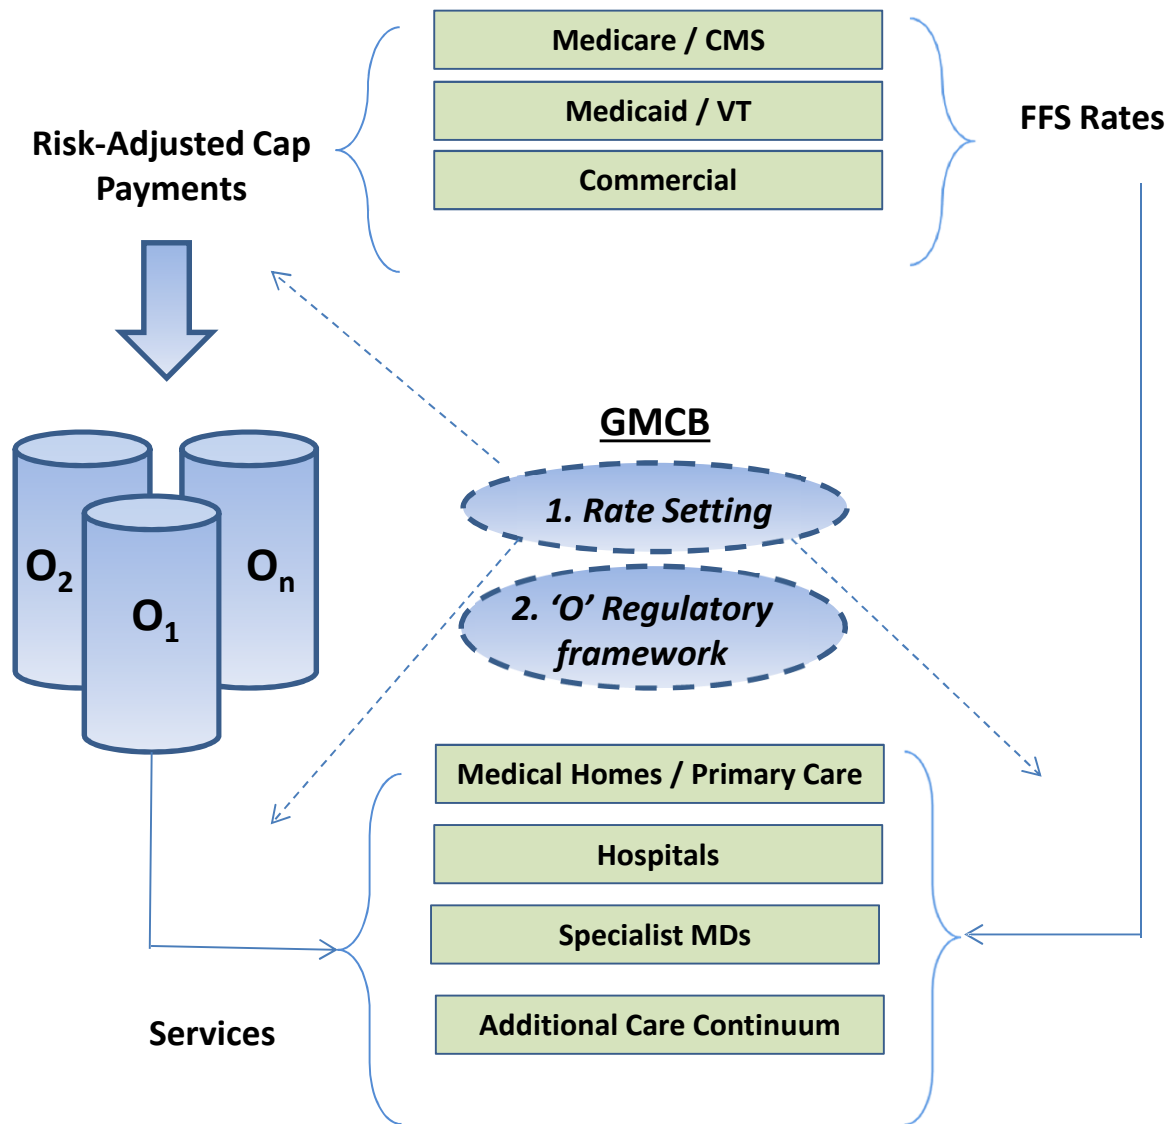 Medicare / CMS
Medicaid / VT
Commercial
Risk-Adjusted Cap
Payments
FFS Rates
GMCB
1. Rate Setting
2. ‘O’ Regulatory
framework
O2
O1
On
Medical Homes / Primary Care
Hospitals
Specialist MDs
Additional Care Continuum
Services